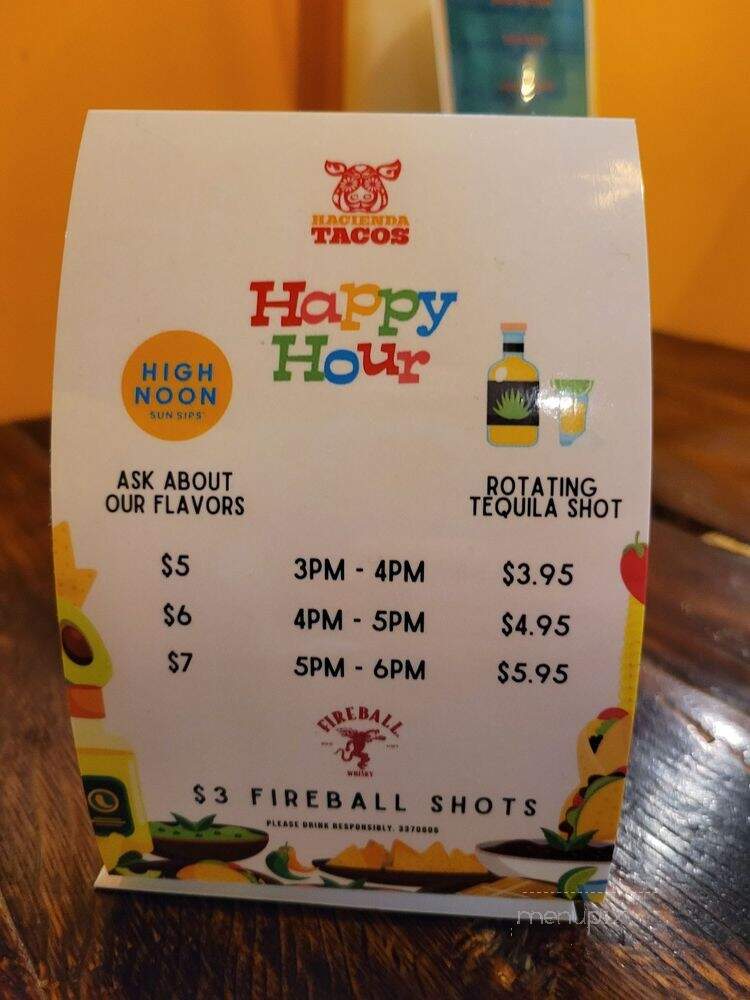 HACIENDA
TACOS
Happy
Hour
HIGH
NOON
SUN SIPS
ASK ABOUT
OUR FLAVORS
ROTATING
TEQUILA SHOT
$5 3PM - 4PM $3.95
$6 4PM - 5PM $4.95
$7 5PM - 6PM $5.95
FIREBALL
WHISKY
$3 FIREBALL SHOTS
PLEASE DRINK RESPONSIBLY. 3370806